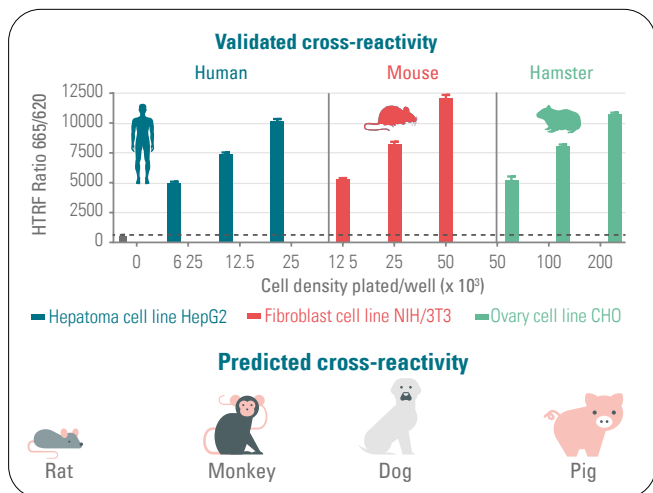 Validated cross-reactivity
Human Mouse Hamster
HTRF Ratio 665/620
12500
10000
7500
5000
2500
0
0 6 25 12.5 25 12 5 25 50 50 100 200
Cell density plated/well (x 10³)
Hepatoma cell line HepG2 Fibroblast cell line NIH/3T3 Ovary cell line CHO
Predicted cross-reactivity
Rat Monkey Dog Pig